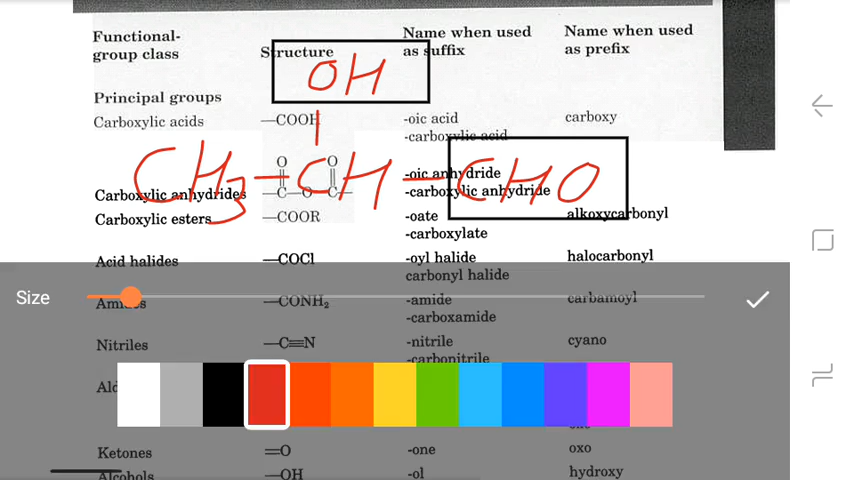 Functional-group class Structure Name when used as suffix Name when used as prefix
OH
Principal groups
Carboxylic acids —COOH -oic acid carboxy
-carboxylic acid
CH3—CH—CHO
O O
-oic anhydride
Carboxylic anhydrides —C—O—C— -carboxylic anhydride
Carboxylic esters —COOR -oate alkoxycarbonyl
-carboxylate
Acid halides —COCl -oyl halide halocarbonyl
carbonyl halide
Size
Amides —CONH₂ -amide carbamoyl
-carboxamide
Nitriles —C≡N -nitrile cyano
-carbonitrile
Ketones =O -one oxo
Alcohols —OH -ol hydroxy